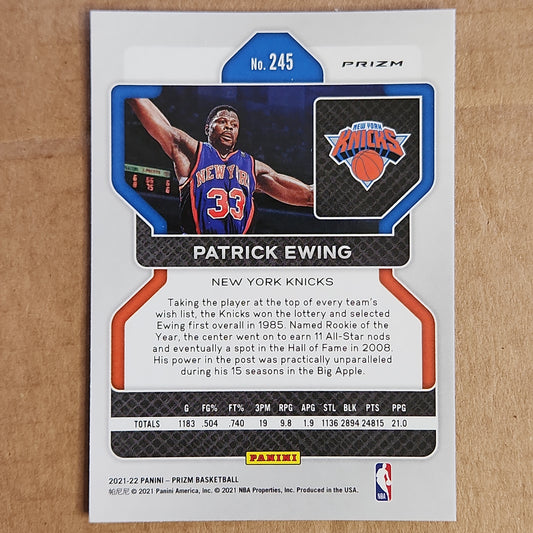 No. 245
PRIZM
NEW YORK
KNICKS
NEW YORK
33
PATRICK EWING
NEW YORK KNICKS
Taking the player at the top of every team's
wish list, the Knicks won the lottery and selected
Ewing first overall in 1985. Named Rookie of the
Year, the center went on to earn 11 All-Star nods
and eventually a spot in the Hall of Fame in 2008.
His power in the post was practically unparalleled
during his 15 seasons in the Big Apple.
G FG% FT% 3PM RPG APG STL BLK PTS PPG
TOTALS 1183 .504 .740 19 9.8 1.9 1136 2894 24815 21.0
PANINI
2021-22 PANINI – PRIZM BASKETBALL
帕尼尼 © 2021 Panini America, Inc. © 2021 NBA Properties, Inc. Produced in the USA.
NBA